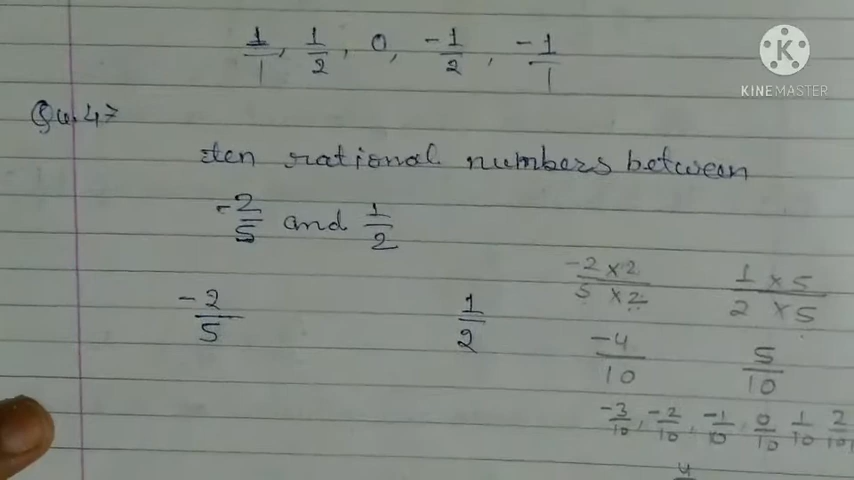 1/1, 1/2, 0, -1/2, -1/1
KINEMASTER
Qu.4⇒
ten rational numbers between
-2/5 and 1/2
-2/5 1/2
-2×2/5×2 1×5/2×5
-4/10 5/10
-3/10, -2/10, -1/10, 0/10 1/10 2/10,
4